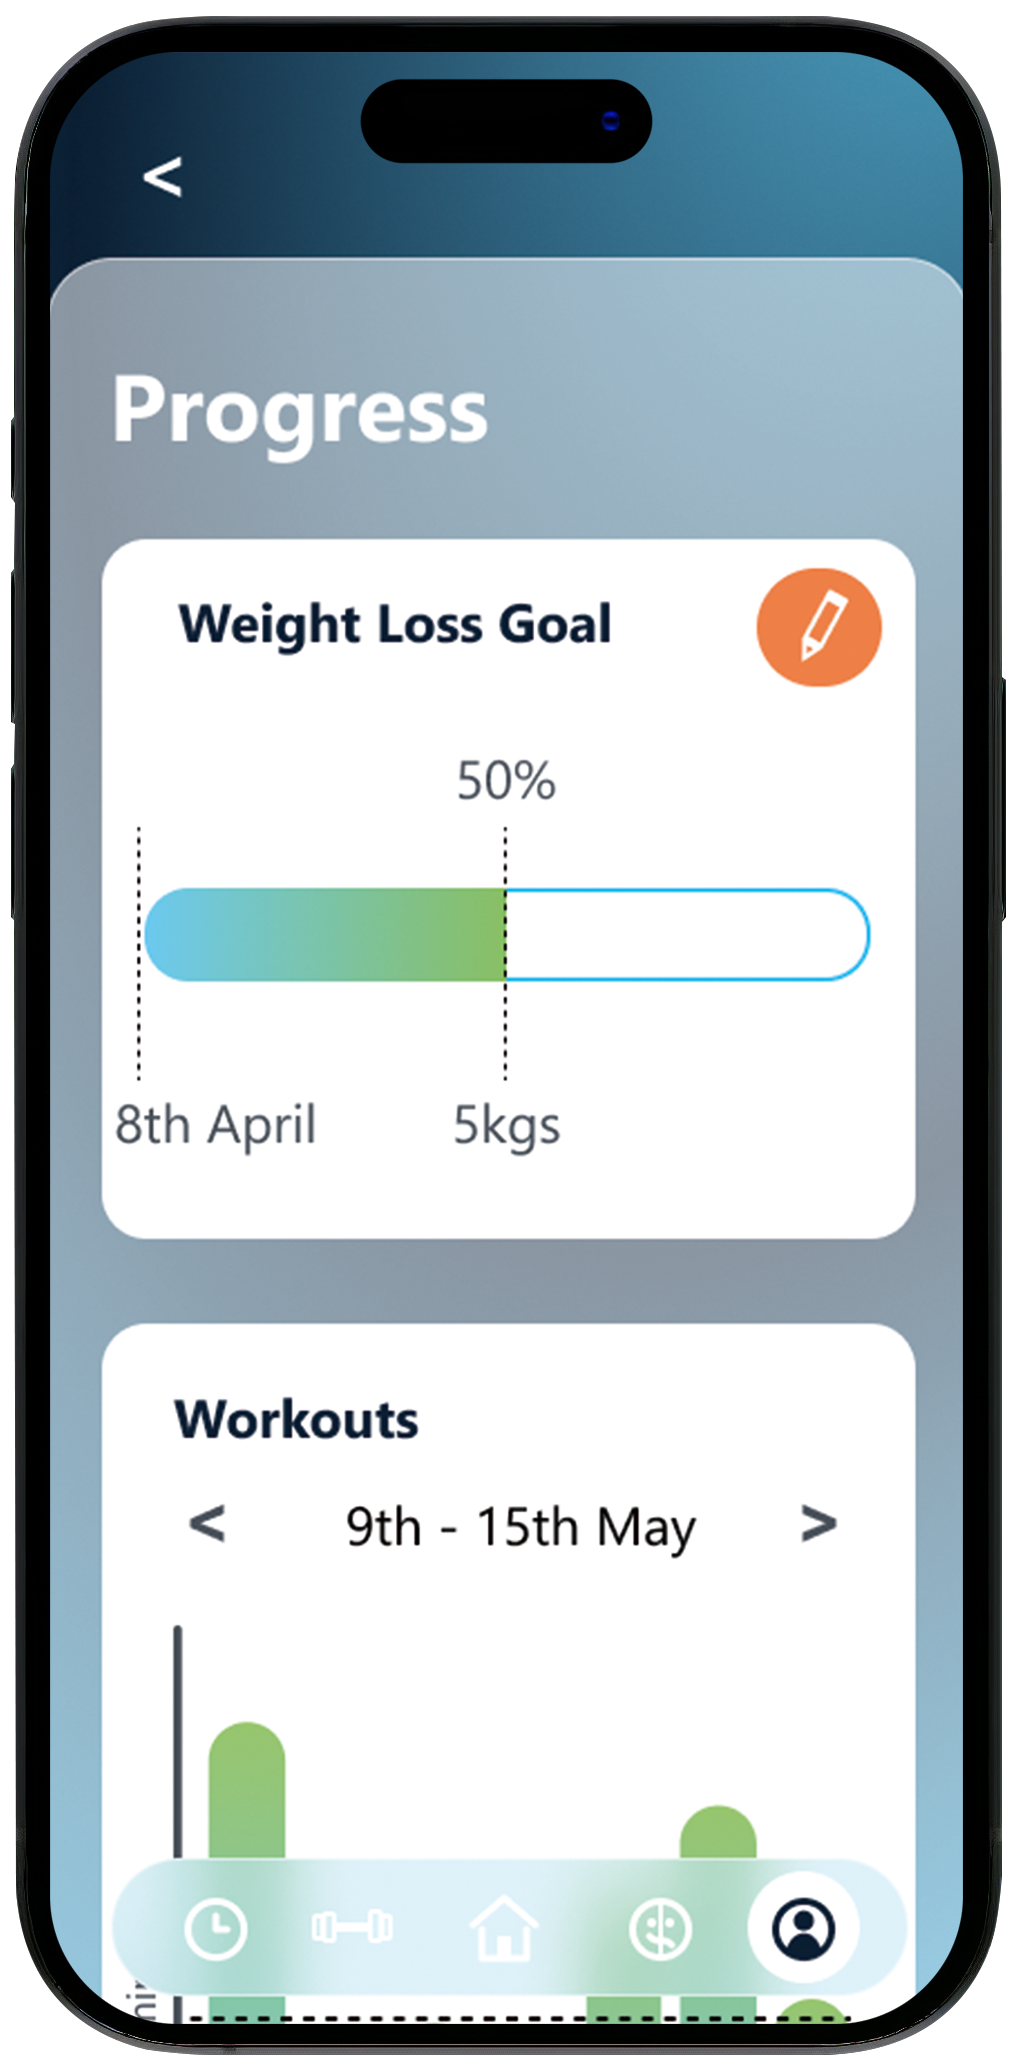 <
Progress
Weight Loss Goal
50%
8th April 5kgs
Workouts
< 9th - 15th May >